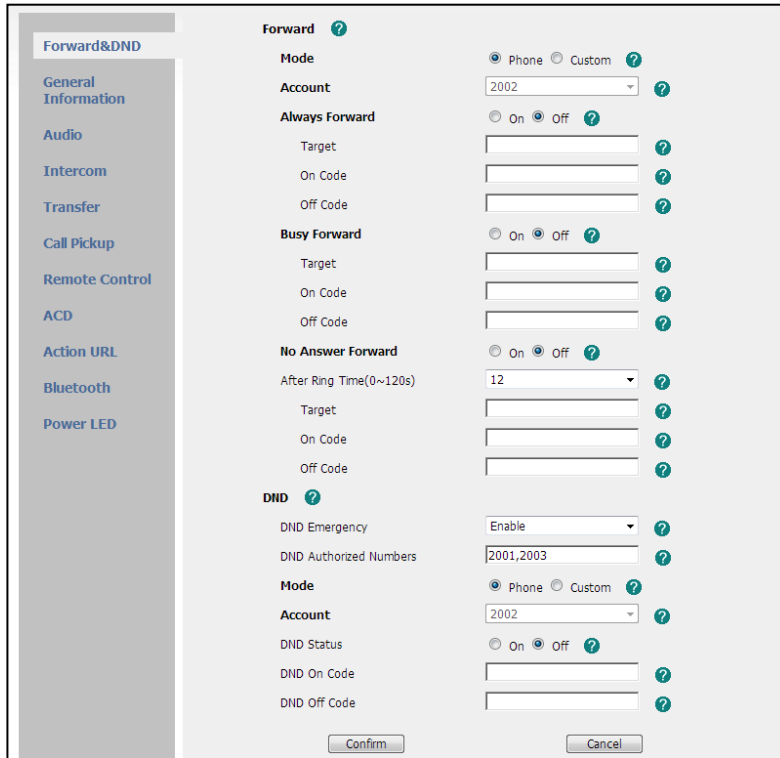 Forward&DND
General
Information
Audio
Intercom
Transfer
Call Pickup
Remote Control
ACD
Action URL
Bluetooth
Power LED
Forward ?
Mode Phone Custom ?
Account 2002 ?
Always Forward On Off ?
Target ?
On Code ?
Off Code ?
Busy Forward On Off ?
Target ?
On Code ?
Off Code ?
No Answer Forward On Off ?
After Ring Time(0~120s) 12 ?
Target ?
On Code ?
Off Code ?
DND ?
DND Emergency Enable ?
DND Authorized Numbers 2001,2003 ?
Mode Phone Custom ?
Account 2002 ?
DND Status On Off ?
DND On Code ?
DND Off Code ?
Confirm Cancel